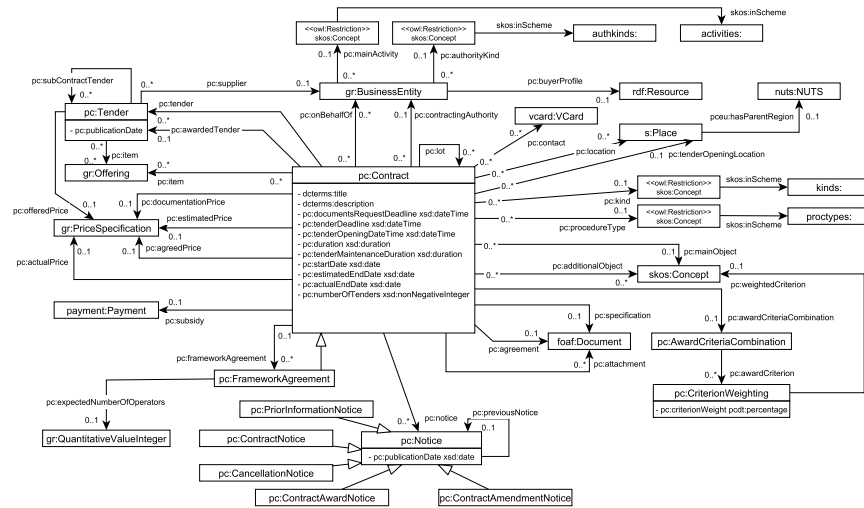 <<owl:Restriction>>
skos:Concept
<<owl:Restriction>>
skos:Concept
skos:inScheme
skos:inScheme
authkinds:
activities:
0..1
pc:mainActivity
0..1
pc:authorityKind
pc:subContractTender
0..*
0..*
pc:supplier
0..1
0..*
0..*
gr:BusinessEntity
pc:buyerProfile
0..1
rdf:Resource
nuts:NUTS
pc:Tender
- pc:publicationDate
0..*
pc:tender
0..*
pc:awardedTender
0..1
pc:onBehalfOf
0..*
0..1
pc:contractingAuthority
vcard:VCard
0..*
pc:contact
s:Place
pceu:hasParentRegion
0..1
0..*
pc:location
0..1
pc:tenderOpeningLocation
0..*
pc:item
0..*
gr:Offering
0..*
pc:item
0..*
0..*
pc:lot
0..*
pc:Contract
- dcterms:title
- dcterms:description
- pc:documentsRequestDeadline xsd:dateTime
- pc:tenderDeadline xsd:dateTime
- pc:tenderOpeningDateTime xsd:dateTime
- pc:duration xsd:duration
- pc:tenderMaintenanceDuration xsd:duration
- pc:startDate xsd:date
- pc:estimatedEndDate xsd:date
- pc:actualEndDate xsd:date
- pc:numberOfTenders xsd:nonNegativeInteger
0..*
0..*
0..*
0..*
<<owl:Restriction>>
skos:Concept
skos:inScheme
kinds:
pc:kind
<<owl:Restriction>>
skos:Concept
skos:inScheme
proctypes:
pc:procedureType
pc:offeredPrice
0..1
0..1
pc:documentationPrice
pc:estimatedPrice
0..1
gr:PriceSpecification
pc:actualPrice
0..1
0..1
pc:agreedPrice
0..*
0..1
pc:mainObject
0..*
pc:additionalObject
0..*
skos:Concept
0..1
pc:weightedCriterion
payment:Payment
0..1
pc:subsidy
0..1
pc:specification
0..1
pc:agreement
foaf:Document
0..*
pc:attachment
0..1
pc:awardCriteriaCombination
pc:AwardCriteriaCombination
0..*
pc:awardCriterion
pc:CriterionWeighting
- pc:criterionWeight pcdt:percentage
0..1
pc:frameworkAgreement
0..*
pc:FrameworkAgreement
pc:expectedNumberOfOperators
0..1
gr:QuantitativeValueInteger
pc:PriorInformationNotice
0..*
pc:notice
pc:previousNotice
0..1
pc:Notice
- pc:publicationDate xsd:date
pc:ContractNotice
pc:CancellationNotice
pc:ContractAwardNotice
pc:ContractAmendmentNotice